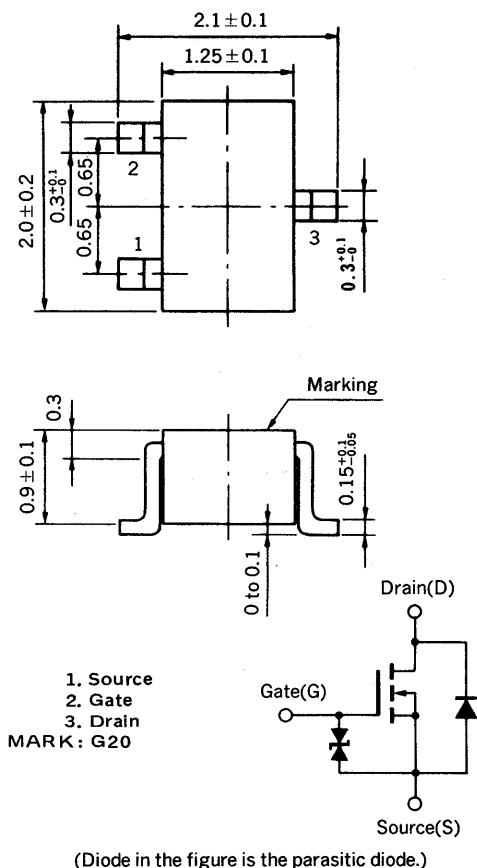 2.1±0.1
1.25±0.1
2.0±0.2
0.3+0.1-0
0.65
0.65
2
1
3
0.3+0.1-0
Marking
0.3
0.9±0.1
0.15+0.1-0.05
0 to 0.1
Drain(D)
Gate(G)
Source(S)
1. Source
2. Gate
3. Drain
MARK: G20
(Diode in the figure is the parasitic diode.)